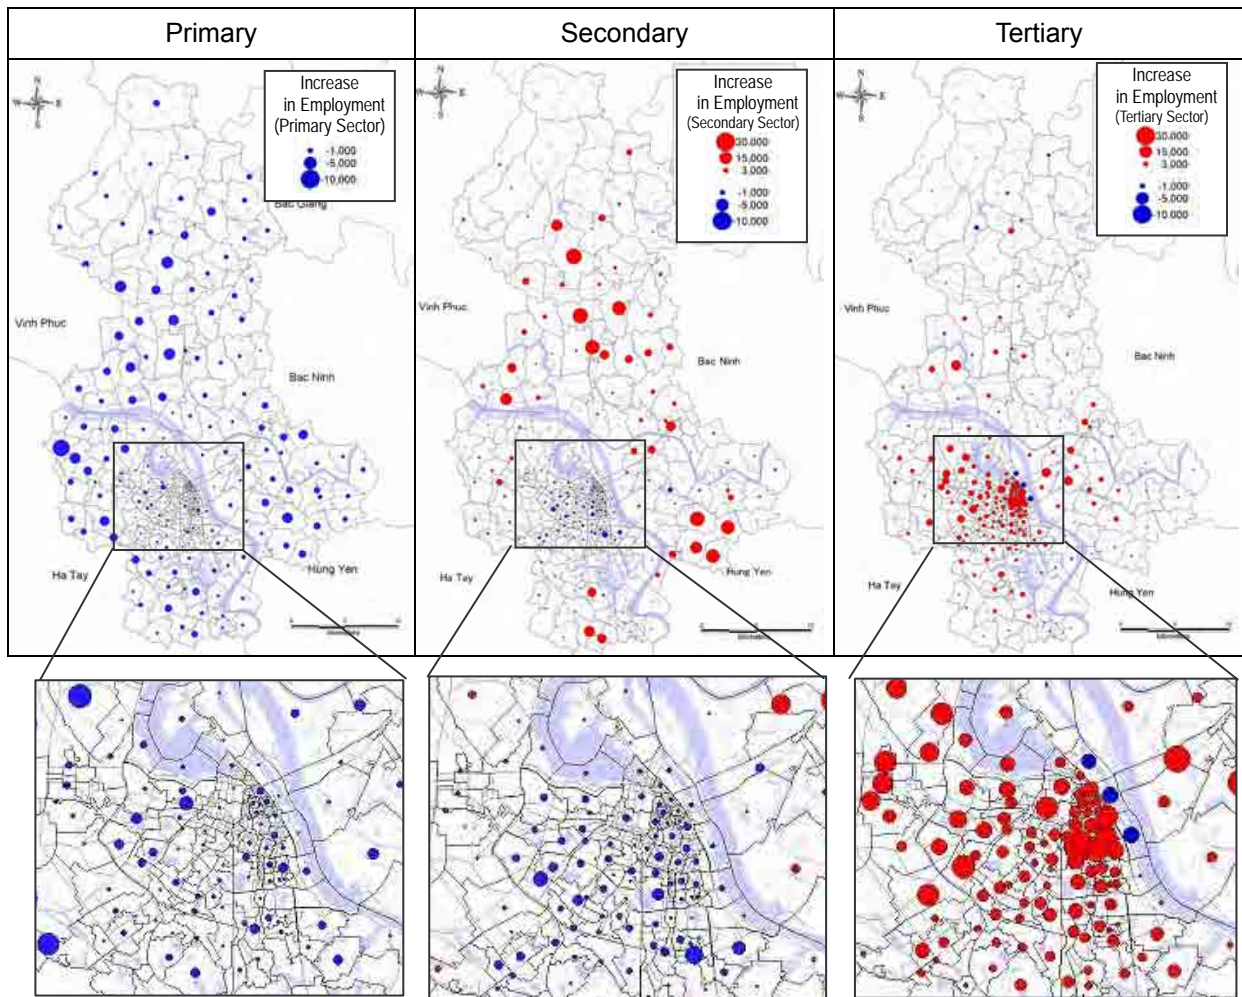 Primary
Secondary
Tertiary
N
W E
S
Increase
in Employment
(Primary Sector)
-1,000
-5,000
-10,000
Bac Giang
Vinh Phuc
Bac Ninh
Ha Tay
Hung Yen
N
W E
S
Increase
in Employment
(Secondary Sector)
30,000
15,000
3,000
-1,000
-5,000
10,000
Vinh Phuc
Bac Ninh
Ha Tay
Hung Yen
N
W E
S
Increase
in Employment
(Tertiary Sector)
30,000
15,000
3,000
-1,000
-5,000
10,000
Vinh Phuc
Bac Ninh
Ha Tay
Hung Yen